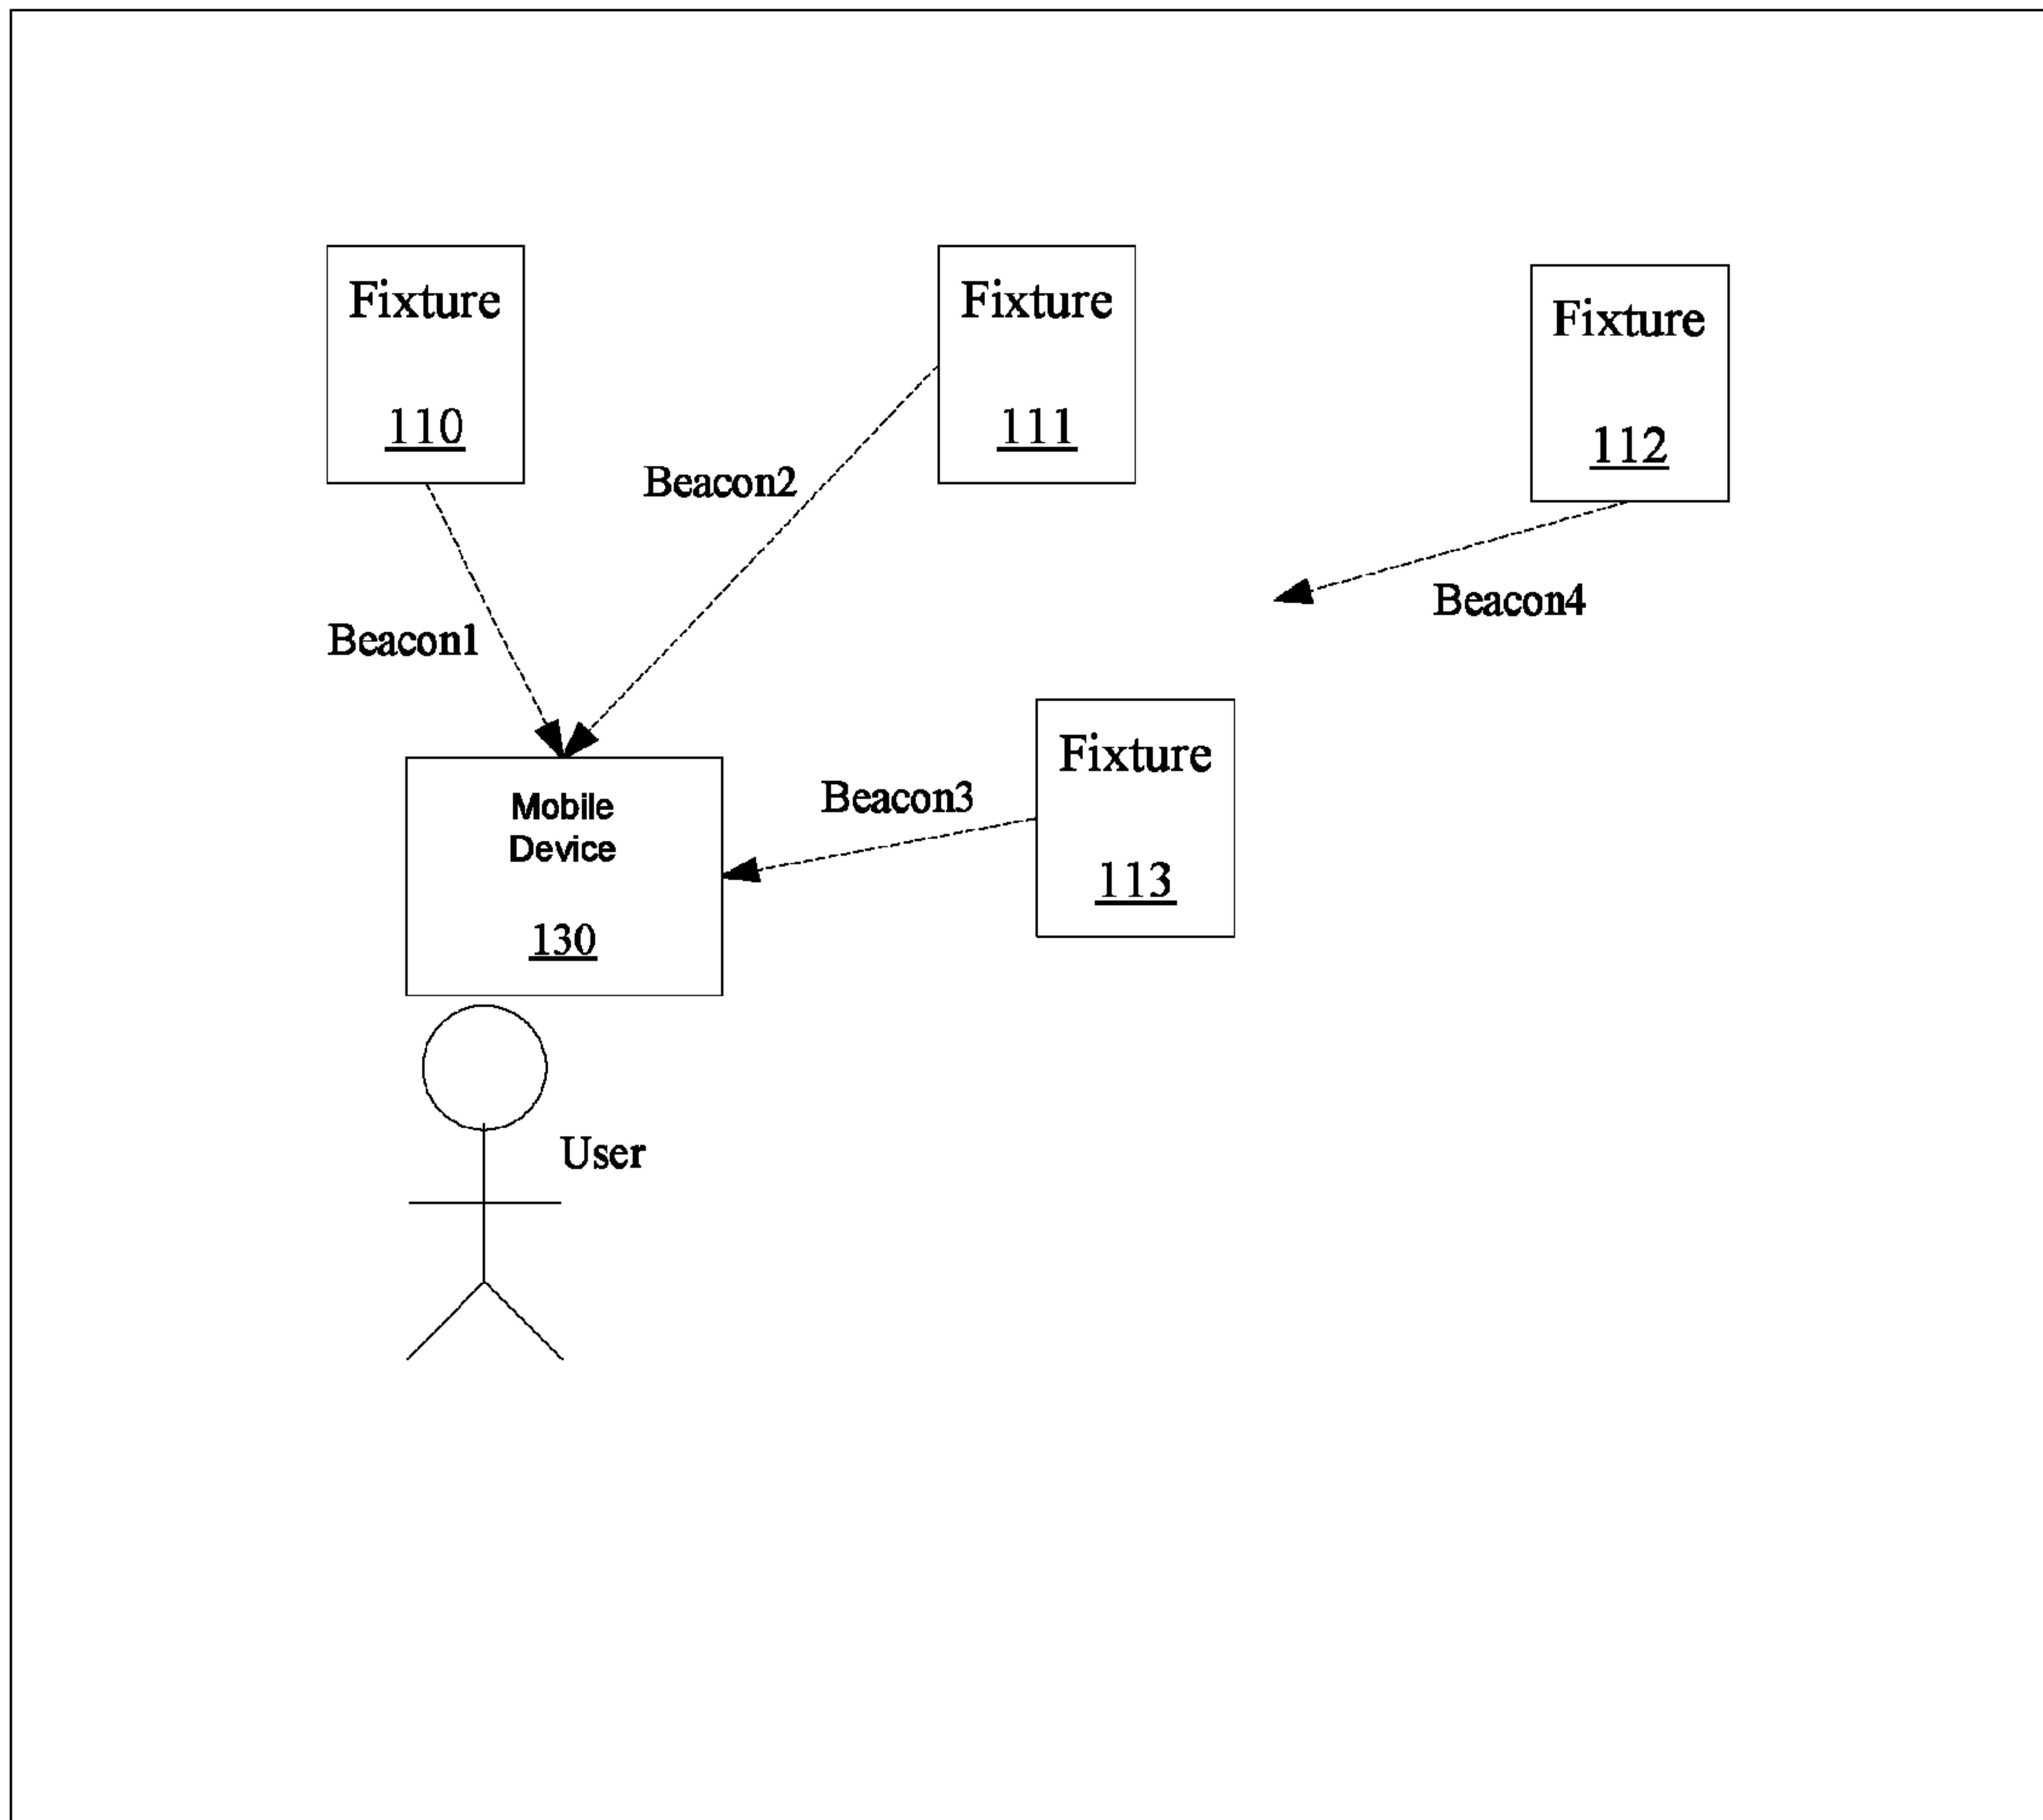 Fixture
110
Fixture
111
Fixture
112
Beacon2
Beacon4
Beacon1
Fixture
113
Beacon3
Mobile
Device
130
User